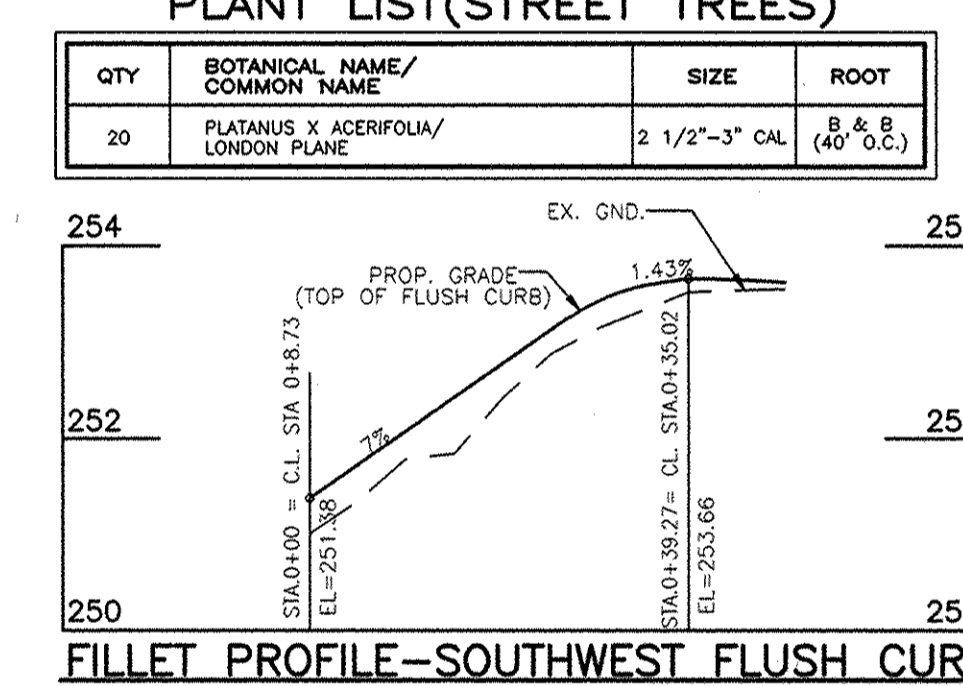 PLANT LIST(STREET TREES)
QTY
BOTANICAL NAME/
COMMON NAME
SIZE
ROOT
20
PLATANUS X ACERIFOLIA/
LONDON PLANE
2 1/2"-3" CAL
B & B
(40' O.C.)
254
EX. GND.
25
PROP. GRADE
(TOP OF FLUSH CURB)
1.43%
252
7%
25
STA.0+00 = C.L. STA 0+8.73
EL=251.38
STA.0+39.27= CL. STA.0+35.02
EL=253.66
250
25
FILLET PROFILE-SOUTHWEST FLUSH CUR